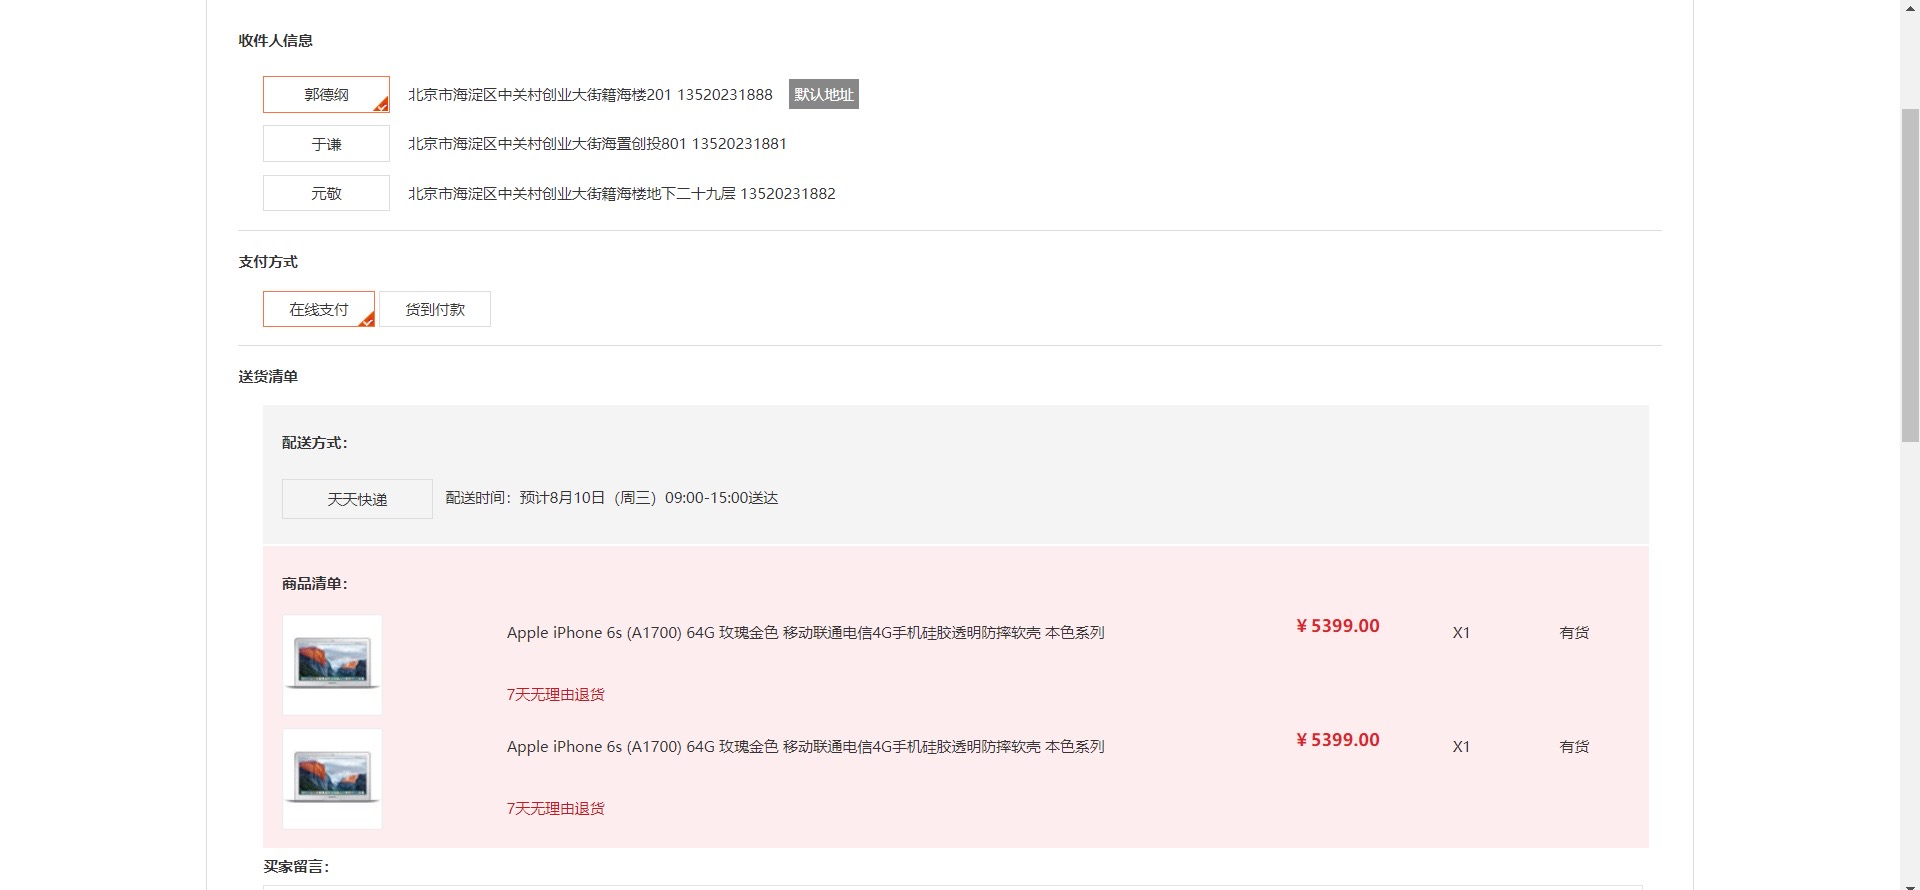 收件人信息
郭德纲 北京市海淀区中关村创业大街籍海楼201 13520231888 默认地址
于谦 北京市海淀区中关村创业大街海置创投801 13520231881
元敬 北京市海淀区中关村创业大街籍海楼地下二十九层 13520231882
支付方式
在线支付 货到付款
送货清单
配送方式：
天天快递 配送时间：预计8月10日（周三）09:00-15:00送达
商品清单：
Apple iPhone 6s (A1700) 64G 玫瑰金色 移动联通电信4G手机硅胶透明防摔软壳 本色系列 ¥ 5399.00 X1 有货
7天无理由退货
Apple iPhone 6s (A1700) 64G 玫瑰金色 移动联通电信4G手机硅胶透明防摔软壳 本色系列 ¥ 5399.00 X1 有货
7天无理由退货
买家留言：